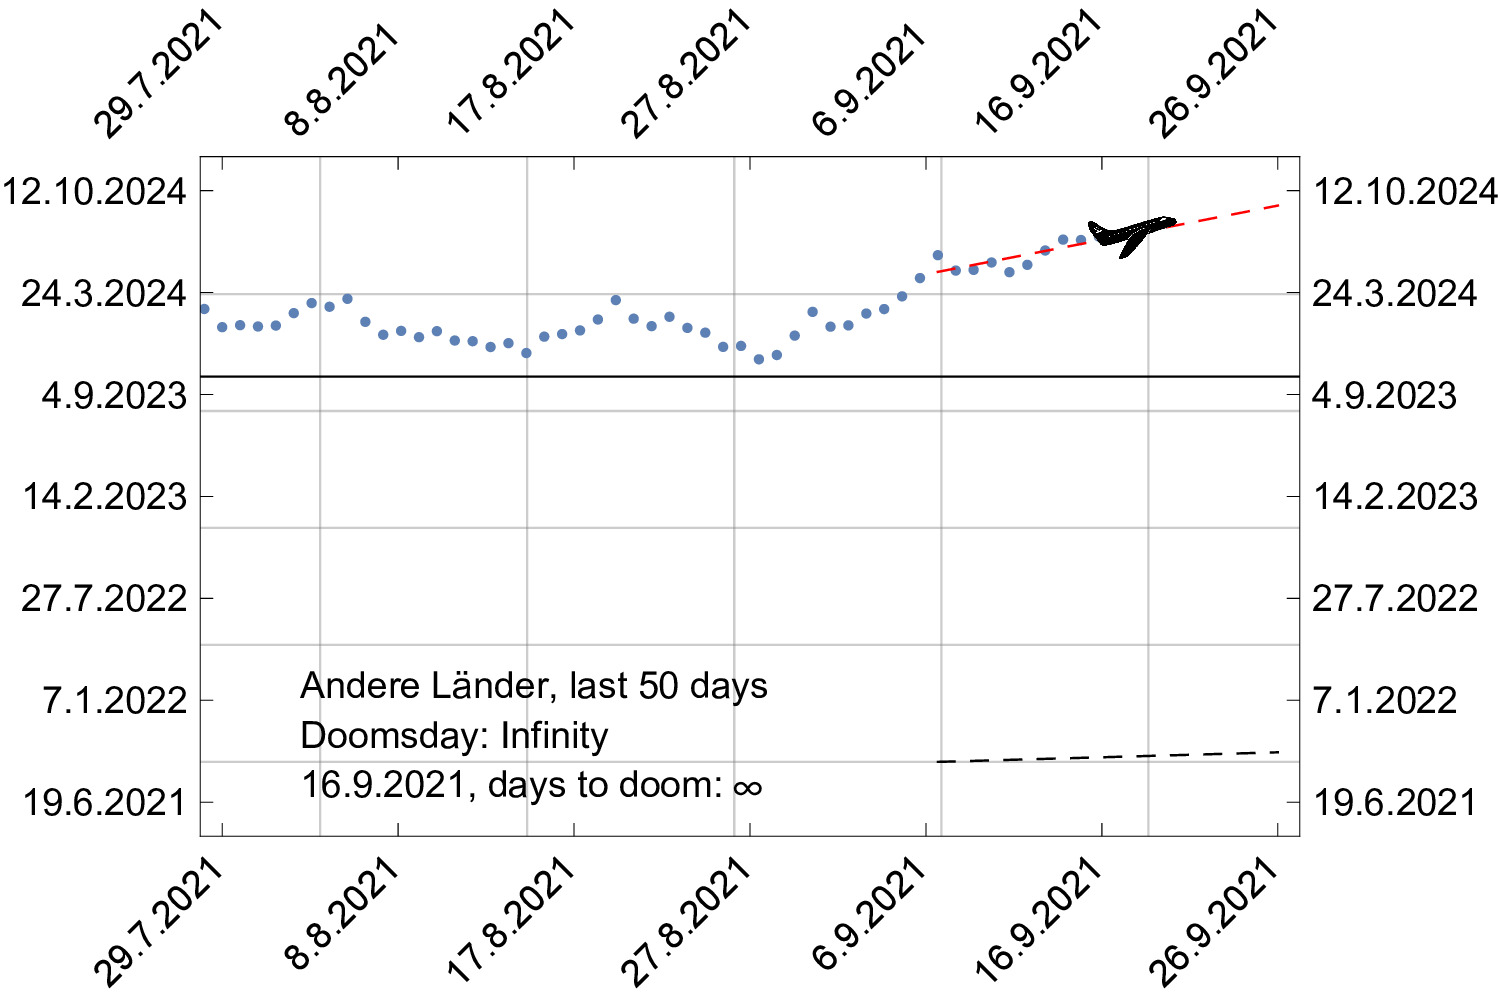 29.7.2021 8.8.2021 17.8.2021 27.8.2021 6.9.2021 16.9.2021 26.9.2021
12.10.2024 12.10.2024
24.3.2024 24.3.2024
4.9.2023 4.9.2023
14.2.2023 14.2.2023
27.7.2022 27.7.2022
Andere Länder, last 50 days
7.1.2022 7.1.2022
Doomsday: Infinity
16.9.2021, days to doom: ∞
19.6.2021 19.6.2021
29.7.2021 8.8.2021 17.8.2021 27.8.2021 6.9.2021 16.9.2021 26.9.2021